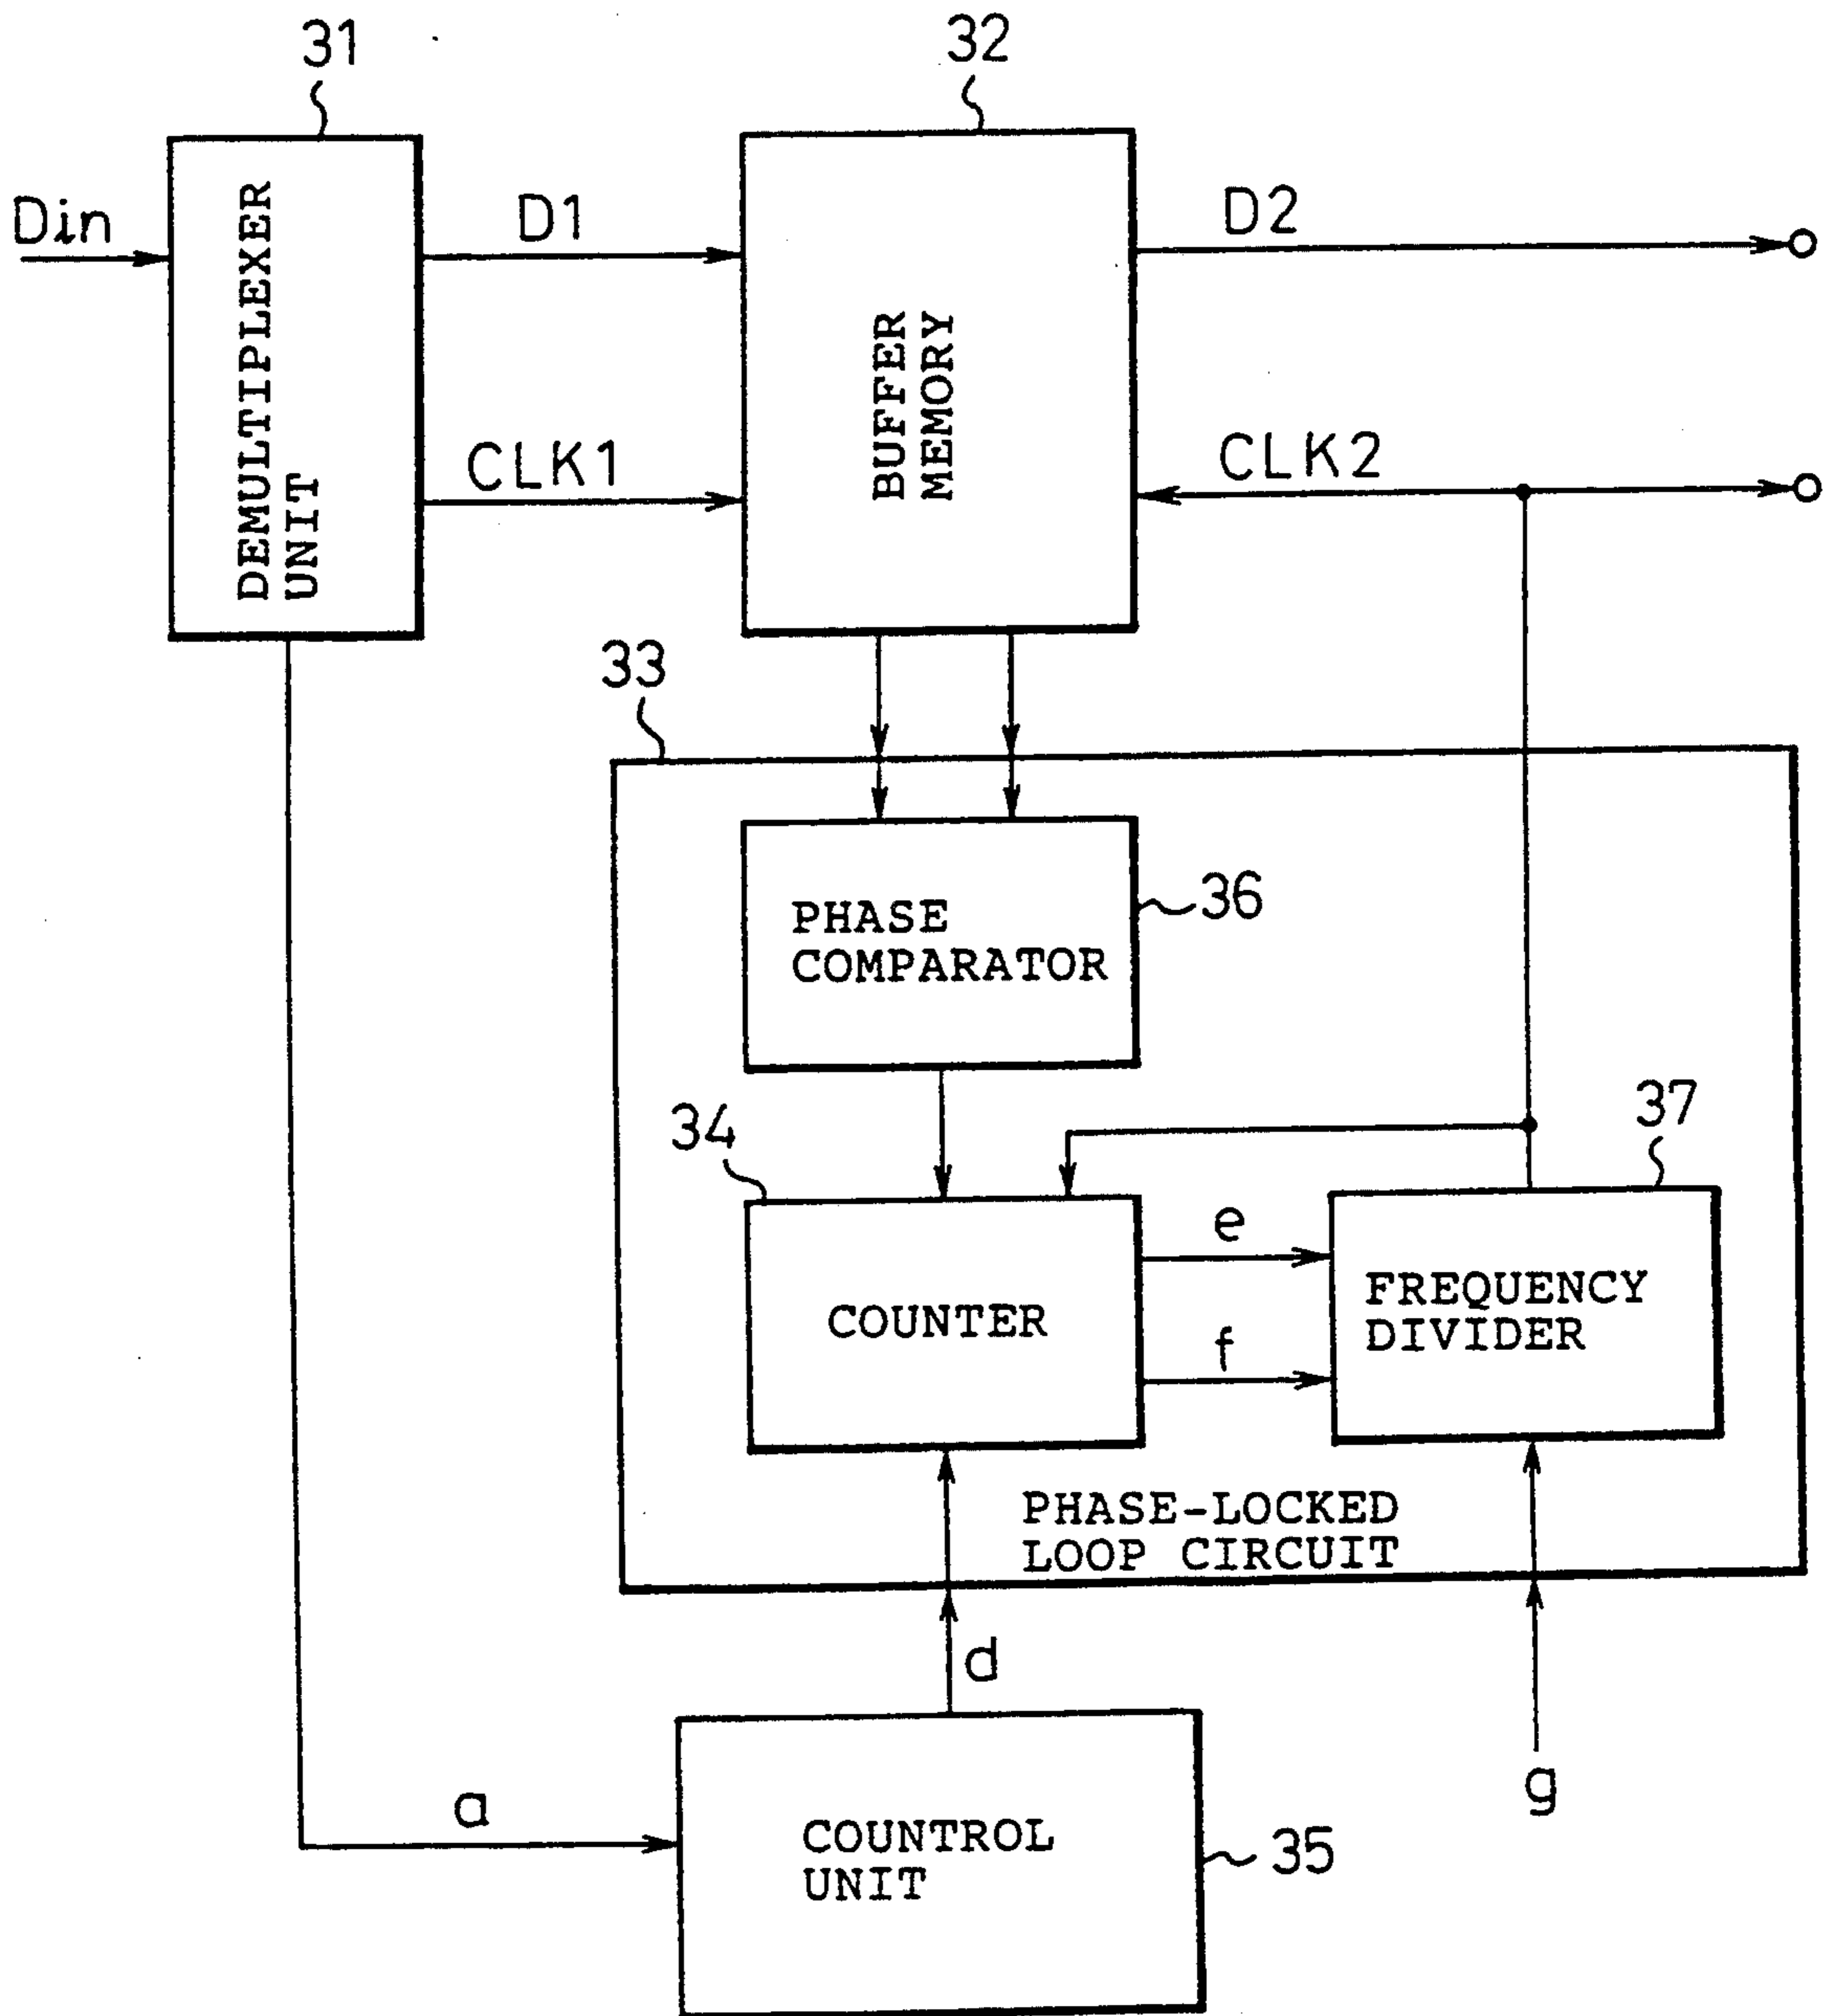 31
32
Din
DEMULTIPLEXER
UNIT
D1
CLK1
BUFFER
MEMORY
D2
CLK2
33
PHASE
COMPARATOR
36
34
37
COUNTER
e
f
FREQUENCY
DIVIDER
PHASE-LOCKED
LOOP CIRCUIT
d
g
a
COUNTROL
UNIT
35